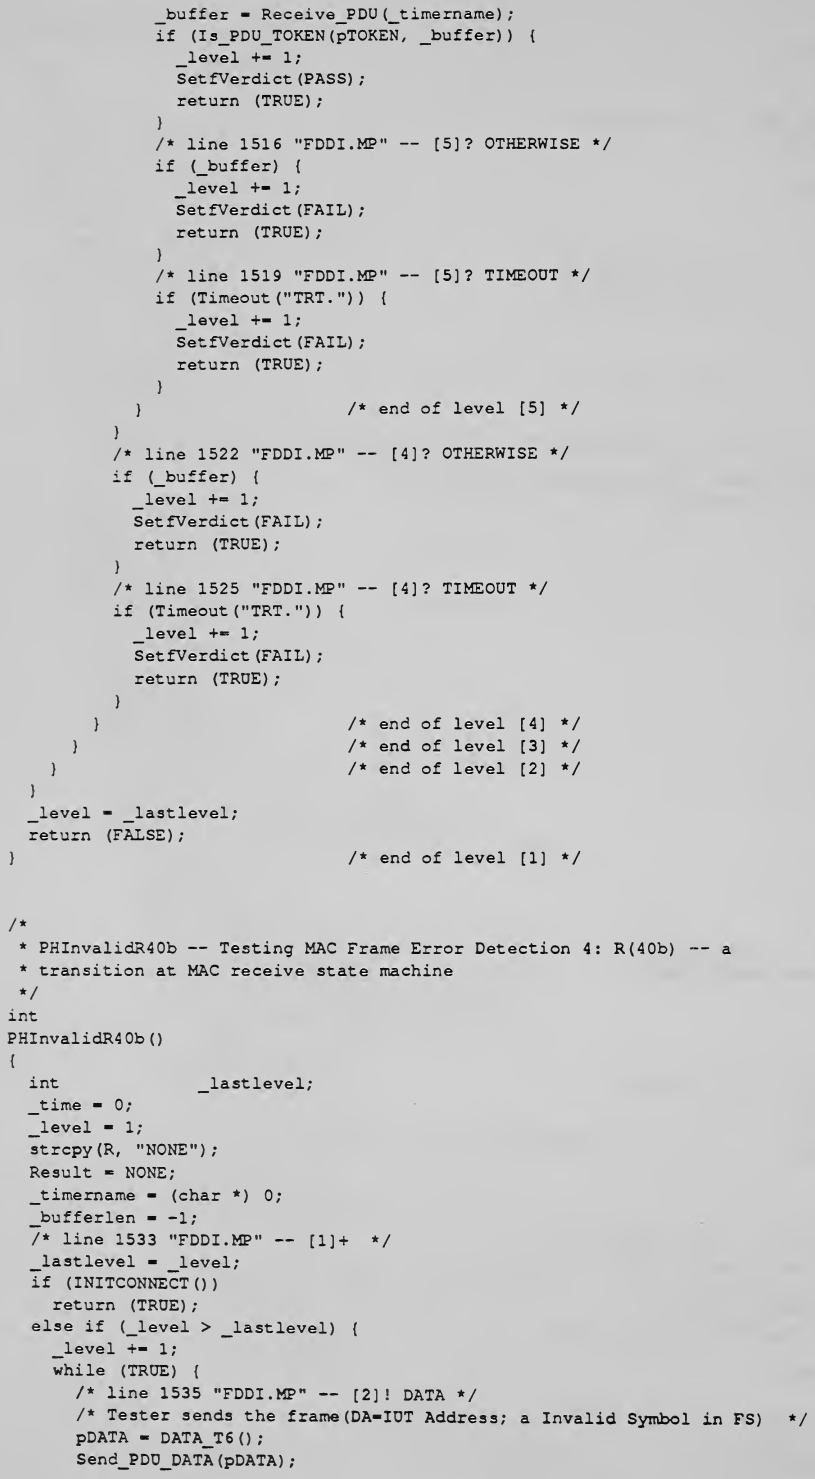 _buffer = Receive_PDU(_timername);
if (Is_PDU_TOKEN(pTOKEN, _buffer)) {
_level += 1;
SetfVerdict(PASS);
return (TRUE);
}
/* line 1516 "FDDI.MP" -- [5]? OTHERWISE */
if (_buffer) {
_level += 1;
SetfVerdict(FAIL);
return (TRUE);
}
/* line 1519 "FDDI.MP" -- [5]? TIMEOUT */
if (Timeout("TRT.")) {
_level += 1;
SetfVerdict(FAIL);
return (TRUE);
}
} /* end of level [5] */
}
/* line 1522 "FDDI.MP" -- [4]? OTHERWISE */
if (_buffer) {
_level += 1;
SetfVerdict(FAIL);
return (TRUE);
}
/* line 1525 "FDDI.MP" -- [4]? TIMEOUT */
if (Timeout("TRT.")) {
_level += 1;
SetfVerdict(FAIL);
return (TRUE);
}
} /* end of level [4] */
} /* end of level [3] */
} /* end of level [2] */
}
_level = _lastlevel;
return (FALSE);
} /* end of level [1] */
/*
* PHInvalidR40b -- Testing MAC Frame Error Detection 4: R(40b) -- a
* transition at MAC receive state machine
*/
int
PHInvalidR40b()
{
int _lastlevel;
_time = 0;
_level = 1;
strcpy(R, "NONE");
Result = NONE;
_timername = (char *) 0;
_bufferlen = -1;
/* line 1533 "FDDI.MP" -- [1]+ */
_lastlevel = _level;
if (INITCONNECT())
return (TRUE);
else if (_level > _lastlevel) {
_level += 1;
while (TRUE) {
/* line 1535 "FDDI.MP" -- [2]! DATA */
/* Tester sends the frame(DA=IUT Address; a Invalid Symbol in FS) */
pDATA = DATA_T6();
Send_PDU_DATA(pDATA);